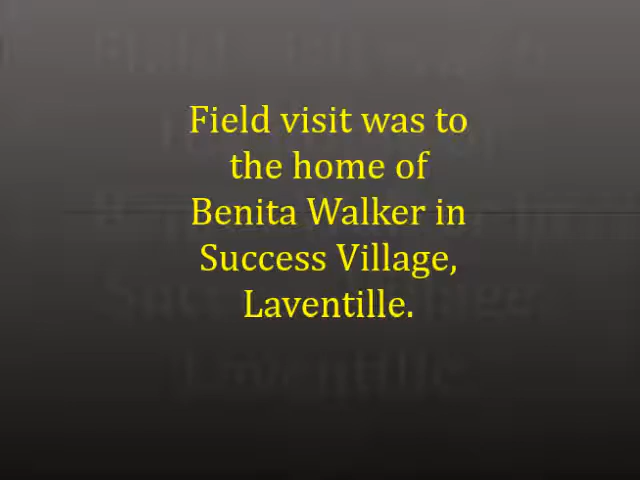 Field visit was to
the home of
Benita Walker in
Success Village,
Laventille.